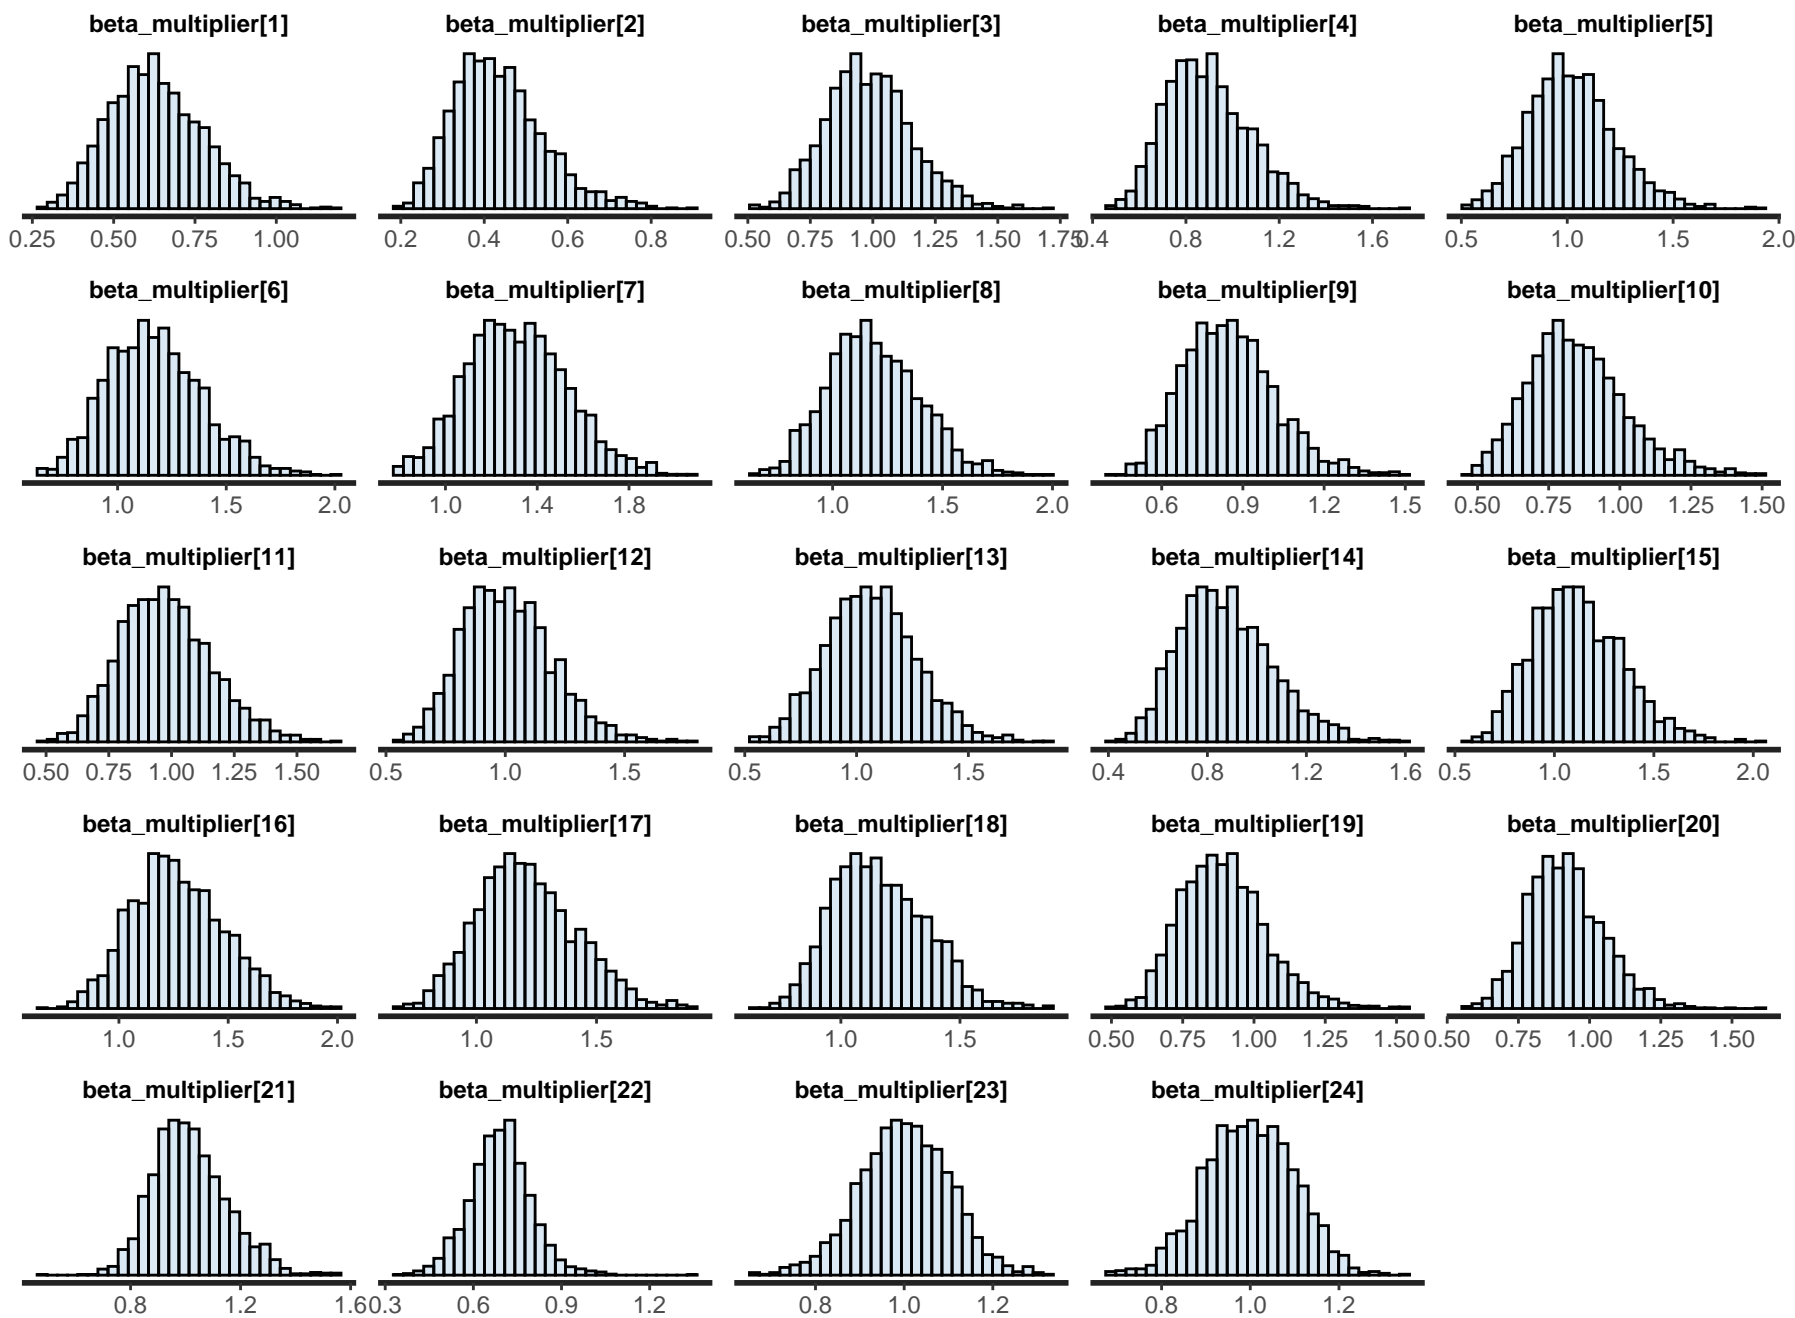 beta_multiplier[1] beta_multiplier[2] beta_multiplier[3] beta_multiplier[4] beta_multiplier[5]
0.25 0.50 0.75 1.00 0.2 0.4 0.6 0.8 0.50 0.75 1.00 1.25 1.50 1.75 0.4 0.8 1.2 1.6 0.5 1.0 1.5 2.0
beta_multiplier[6] beta_multiplier[7] beta_multiplier[8] beta_multiplier[9] beta_multiplier[10]
1.0 1.5 2.0 1.0 1.4 1.8 1.0 1.5 2.0 0.6 0.9 1.2 1.5 0.50 0.75 1.00 1.25 1.50
beta_multiplier[11] beta_multiplier[12] beta_multiplier[13] beta_multiplier[14] beta_multiplier[15]
0.50 0.75 1.00 1.25 1.50 0.5 1.0 1.5 0.5 1.0 1.5 0.4 0.8 1.2 1.6 0.5 1.0 1.5 2.0
beta_multiplier[16] beta_multiplier[17] beta_multiplier[18] beta_multiplier[19] beta_multiplier[20]
1.0 1.5 2.0 1.0 1.5 1.0 1.5 0.50 0.75 1.00 1.25 1.50 0.50 0.75 1.00 1.25 1.50
beta_multiplier[21] beta_multiplier[22] beta_multiplier[23] beta_multiplier[24]
0.8 1.2 1.6 0.3 0.6 0.9 1.2 0.8 1.0 1.2 0.8 1.0 1.2